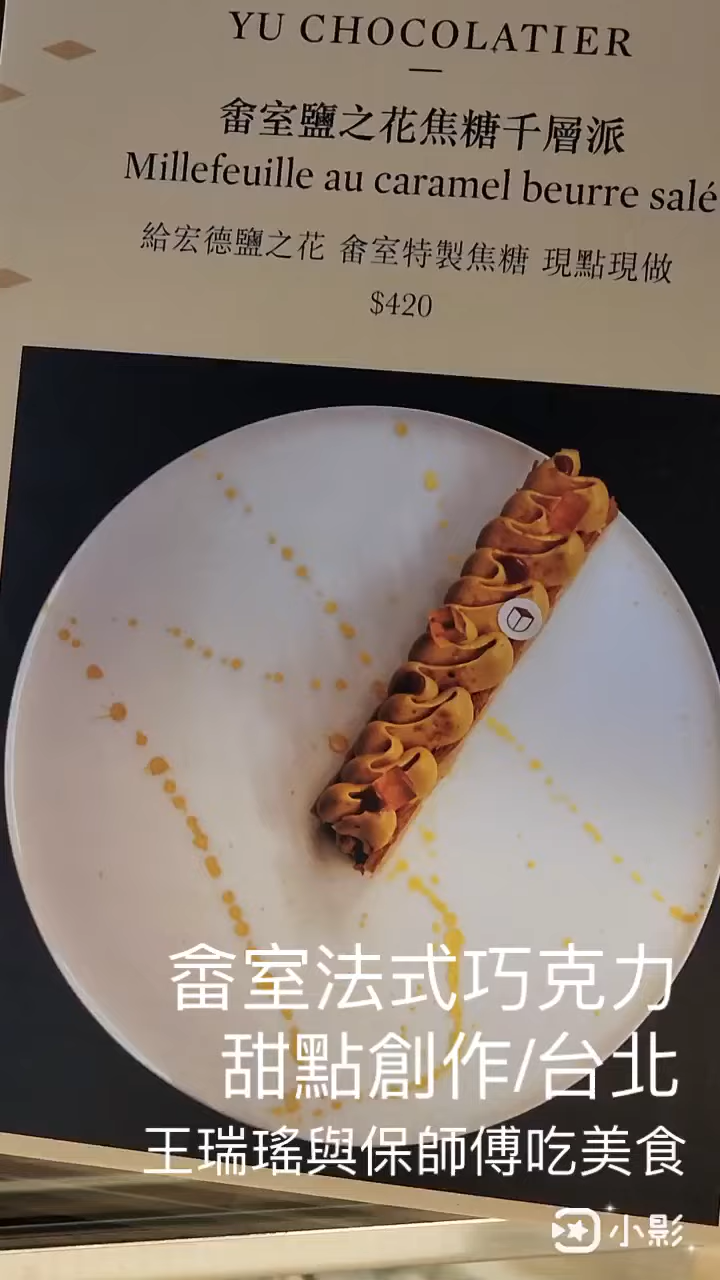 YU CHOCOLATIER
畬室鹽之花焦糖千層派
Millefeuille au caramel beurre salé
給宏德鹽之花 畬室特製焦糖 現點現做
$420
畬室法式巧克力
甜點創作/台北
王瑞瑤與保師傅吃美食
小影